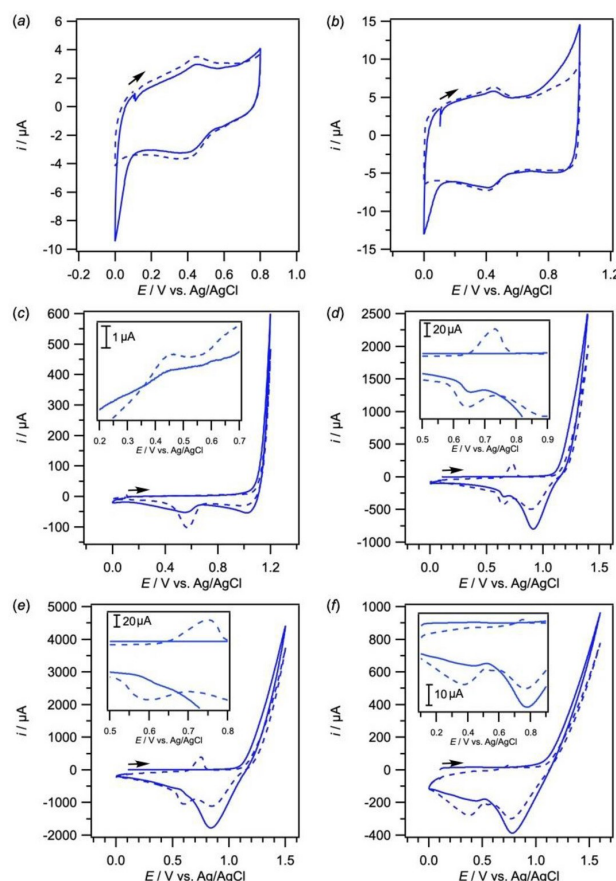 (a)
6
4
2
0
-2
-4
-6
-8
-10
i / µA
-0.2 0.0 0.2 0.4 0.6 0.8 1.0
E / V vs. Ag/AgCl
(b)
15
10
5
0
-5
-10
-15
i / µA
0.0 0.4 0.8 1.2
E / V vs. Ag/AgCl
(c)
600
500
400
300
200
100
0
-100
i / µA
1 µA
0.2 0.3 0.4 0.5 0.6 0.7
E / V vs. Ag/AgCl
0.0 0.4 0.8 1.2
E / V vs. Ag/AgCl
(d)
2500
2000
1500
1000
500
0
-500
-1000
i / µA
20 µA
0.5 0.6 0.7 0.8 0.9
E / V vs. Ag/AgCl
0.0 0.4 0.8 1.2 1.6
E / V vs. Ag/AgCl
(e)
5000
4000
3000
2000
1000
0
-1000
-2000
i / µA
20 µA
0.5 0.6 0.7 0.8
E / V vs. Ag/AgCl
0.0 0.5 1.0 1.5
E / V vs. Ag/AgCl
(f)
1000
800
600
400
200
0
-200
-400
i / µA
10 µA
0.2 0.4 0.6 0.8
E / V vs. Ag/AgCl
0.0 0.5 1.0 1.5
E / V vs. Ag/AgCl